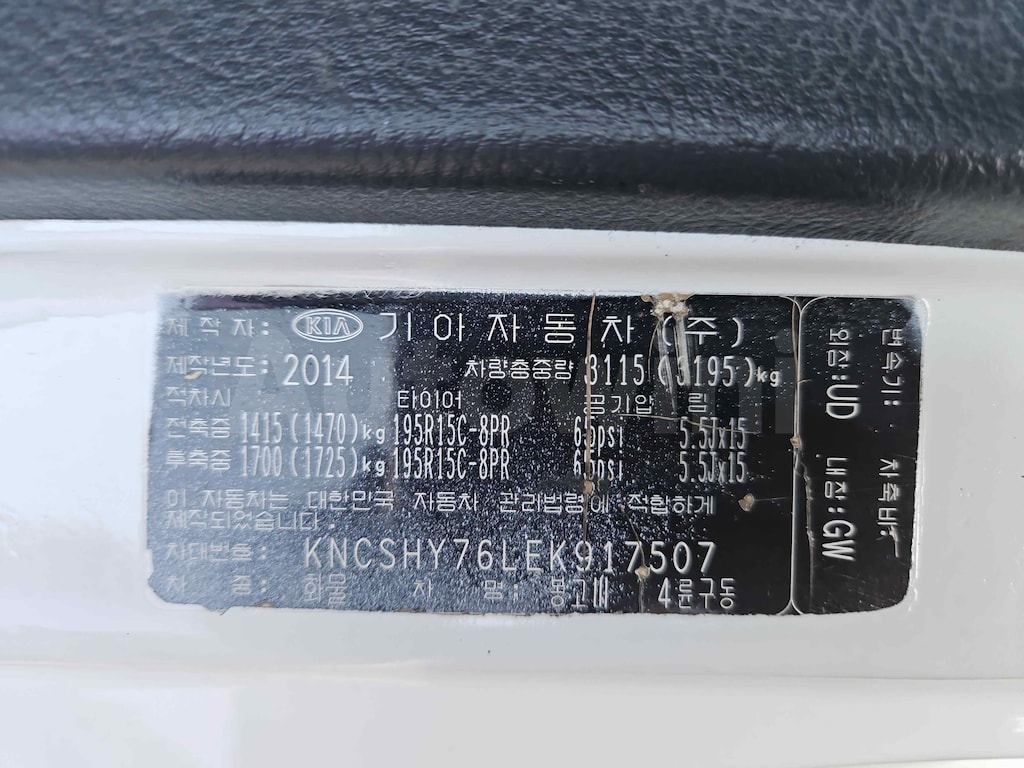 제 작 자: KIA 기아자동차(주)
제작년도: 2014 차량총중량 3115(3195)kg
적차시 타이어 공기압 림
전축중 1415(1470)kg 195R15C-8PR 65psi 5.5Jx15
후축중 1700(1725)kg 195R15C-8PR 65psi 5.5Jx15
이 자동차는 대한민국 자동차 관리법령에 적합하게
제작되었습니다.
차대번호: KNCSHY76LEK917507
차 종: 화물 차 명: 봉고III 4륜구동
외장: UD 내장: GW
변속기: 차축비: